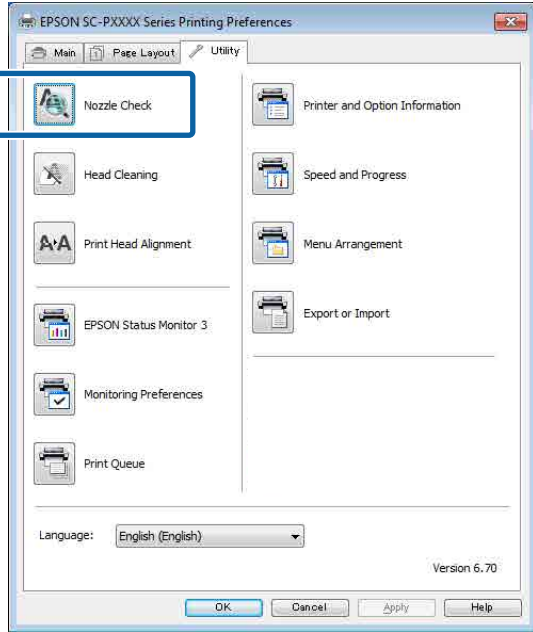 EPSON SC-PXXXX Series Printing Preferences
Main
Page Layout
Utility
Nozzle Check
Head Cleaning
A▸A Print Head Alignment
EPSON Status Monitor 3
Monitoring Preferences
Print Queue
Printer and Option Information
Speed and Progress
Menu Arrangement
Export or Import
Language: English (English)
Version 6.70
OK Cancel Apply Help